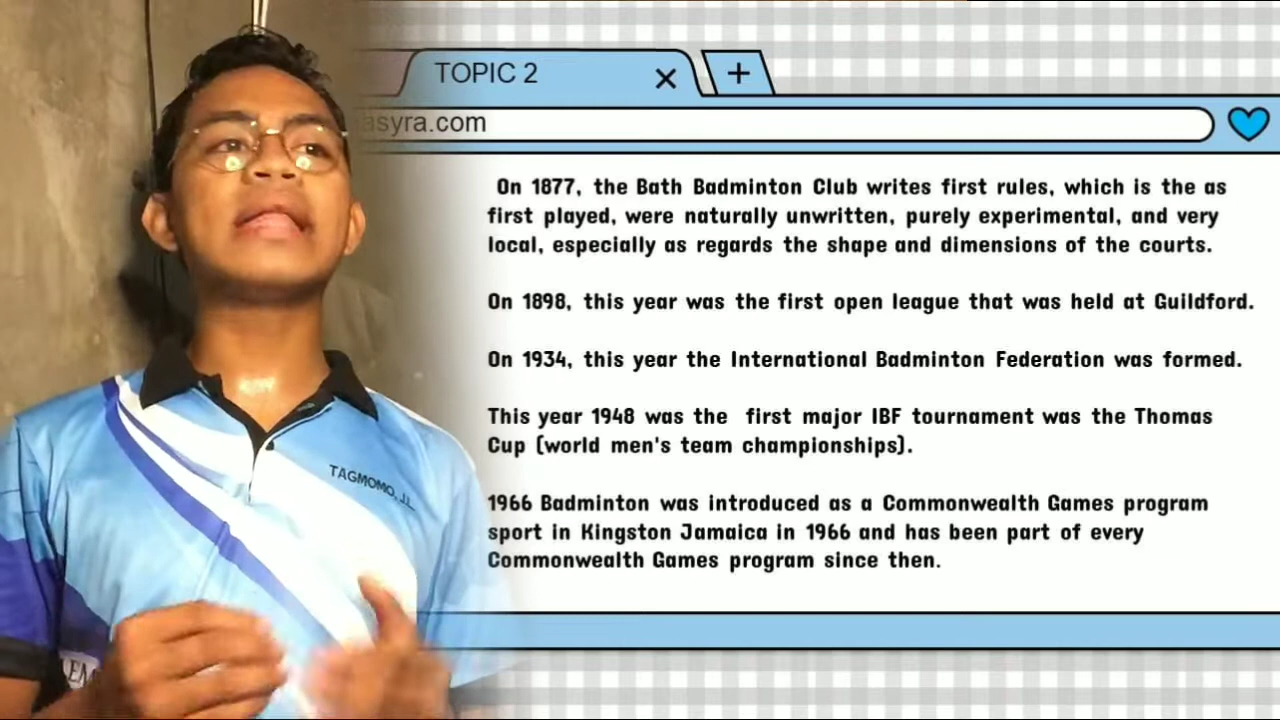 TOPIC 2
asyra.com
On 1877, the Bath Badminton Club writes first rules, which is the as
first played, were naturally unwritten, purely experimental, and very
local, especially as regards the shape and dimensions of the courts.
On 1898, this year was the first open league that was held at Guildford.
On 1934, this year the International Badminton Federation was formed.
This year 1948 was the first major IBF tournament was the Thomas
Cup (world men's team championships).
1966 Badminton was introduced as a Commonwealth Games program
sport in Kingston Jamaica in 1966 and has been part of every
Commonwealth Games program since then.
TAGMOMO, J.L.